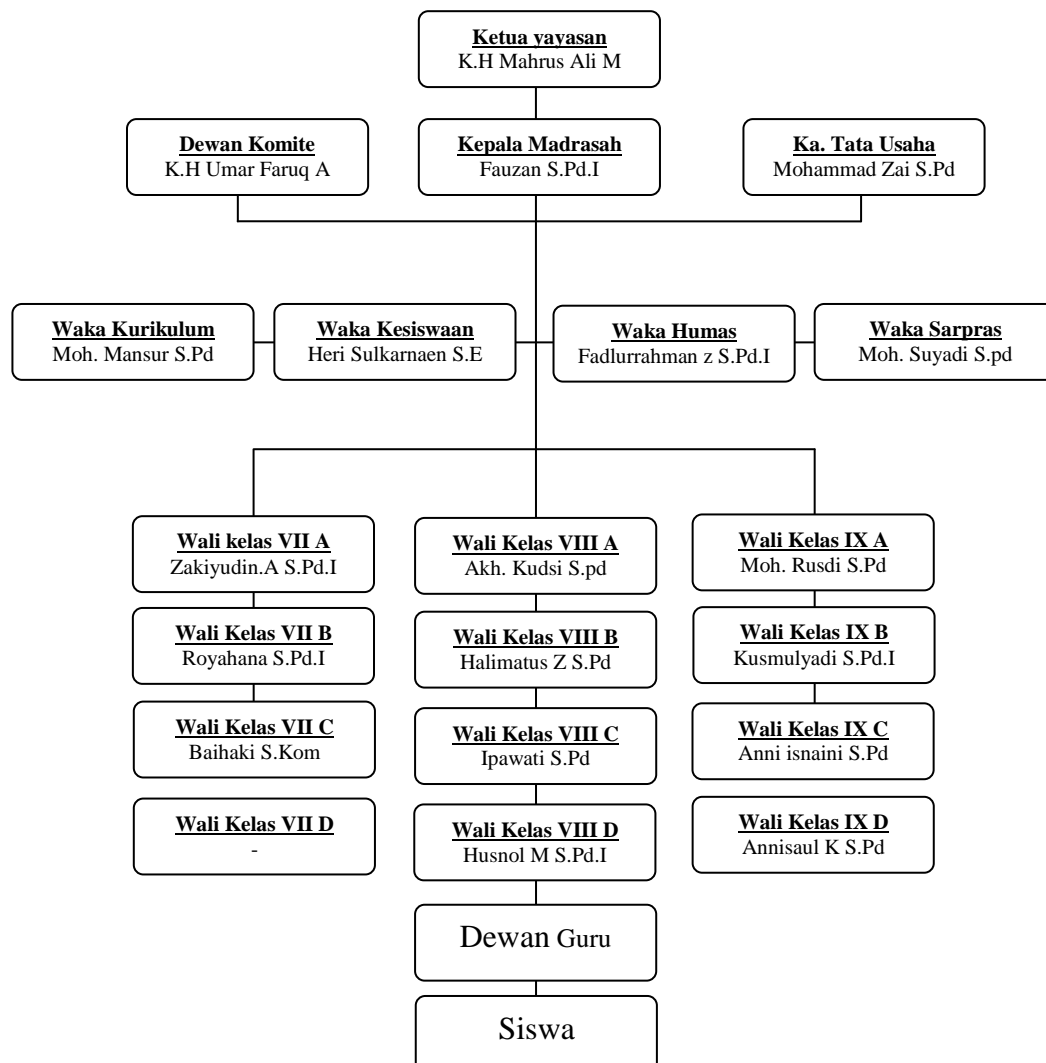 Ketua yayasan
K.H Mahrus Ali M
Dewan Komite
K.H Umar Faruq A
Kepala Madrasah
Fauzan S.Pd.I
Ka. Tata Usaha
Mohammad Zai S.Pd
Waka Kurikulum
Moh. Mansur S.Pd
Waka Kesiswaan
Heri Sulkarnaen S.E
Waka Humas
Fadlurrahman z S.Pd.I
Waka Sarpras
Moh. Suyadi S.pd
Wali kelas VII A
Zakiyudin.A S.Pd.I
Wali Kelas VIII A
Akh. Kudsi S.pd
Wali Kelas IX A
Moh. Rusdi S.Pd
Wali Kelas VII B
Royahana S.Pd.I
Wali Kelas VIII B
Halimatus Z S.Pd
Wali Kelas IX B
Kusmulyadi S.Pd.I
Wali Kelas VII C
Baihaki S.Kom
Wali Kelas VIII C
Ipawati S.Pd
Wali Kelas IX C
Anni isnaini S.Pd
Wali Kelas VII D
-
Wali Kelas VIII D
Husnol M S.Pd.I
Wali Kelas IX D
Annisaul K S.Pd
Dewan Guru
Siswa